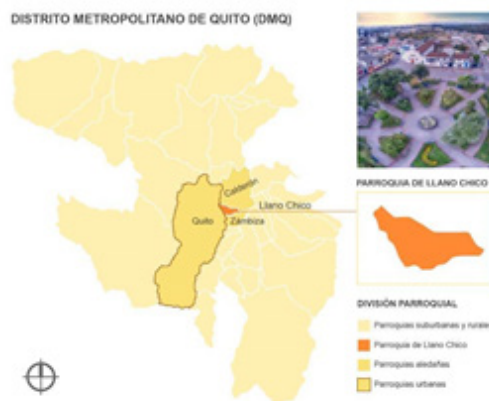 DISTRITO METROPOLITANO DE QUITO (DMQ)
Calderón
Llano Chico
Quito
Zámbiza
PARROQUIA DE LLANO CHICO
DIVISIÓN PARROQUIAL
Parroquias suburbanas y rurales
Parroquia de Llano Chico
Parroquias aledañas
Parroquias urbanas